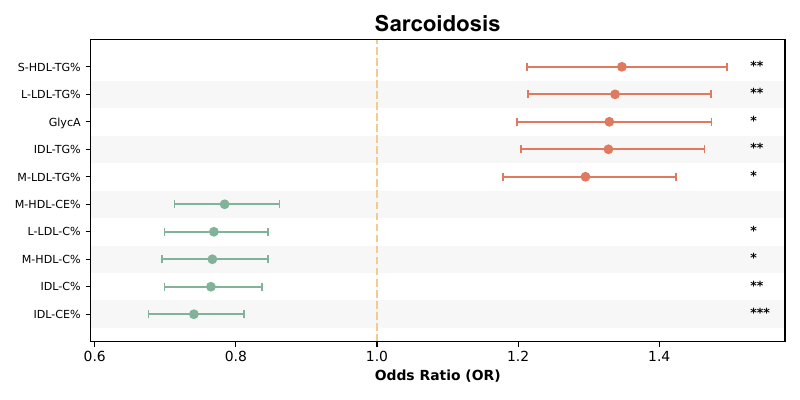 Sarcoidosis
S-HDL-TG% **
L-LDL-TG% **
GlycA *
IDL-TG% **
M-LDL-TG% *
M-HDL-CE%
L-LDL-C% *
M-HDL-C% *
IDL-C% **
IDL-CE% ***
0.6 0.8 1.0 1.2 1.4
Odds Ratio (OR)